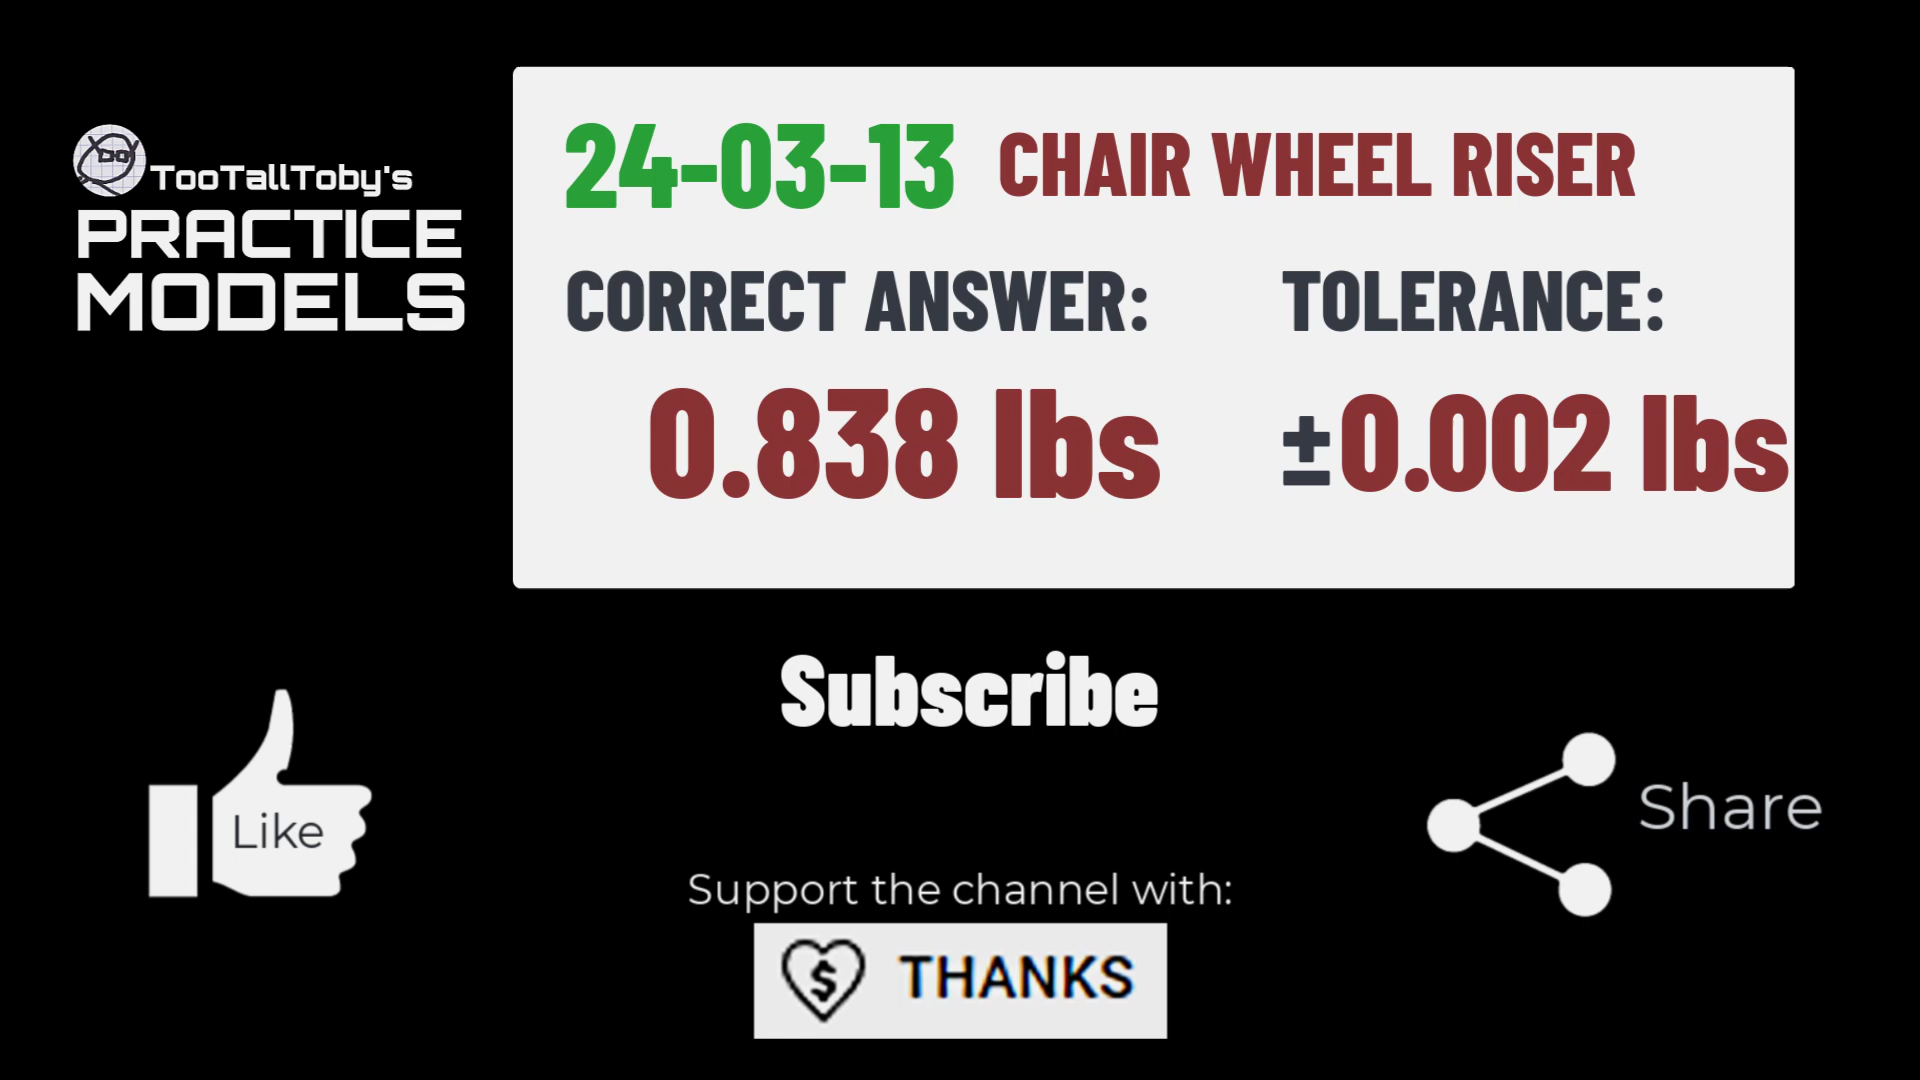 TooTallToby's
PRACTICE
MODELS
24-03-13 CHAIR WHEEL RISER
CORRECT ANSWER: TOLERANCE:
0.838 lbs ±0.002 lbs
Subscribe
Like
Share
Support the channel with:
$ THANKS